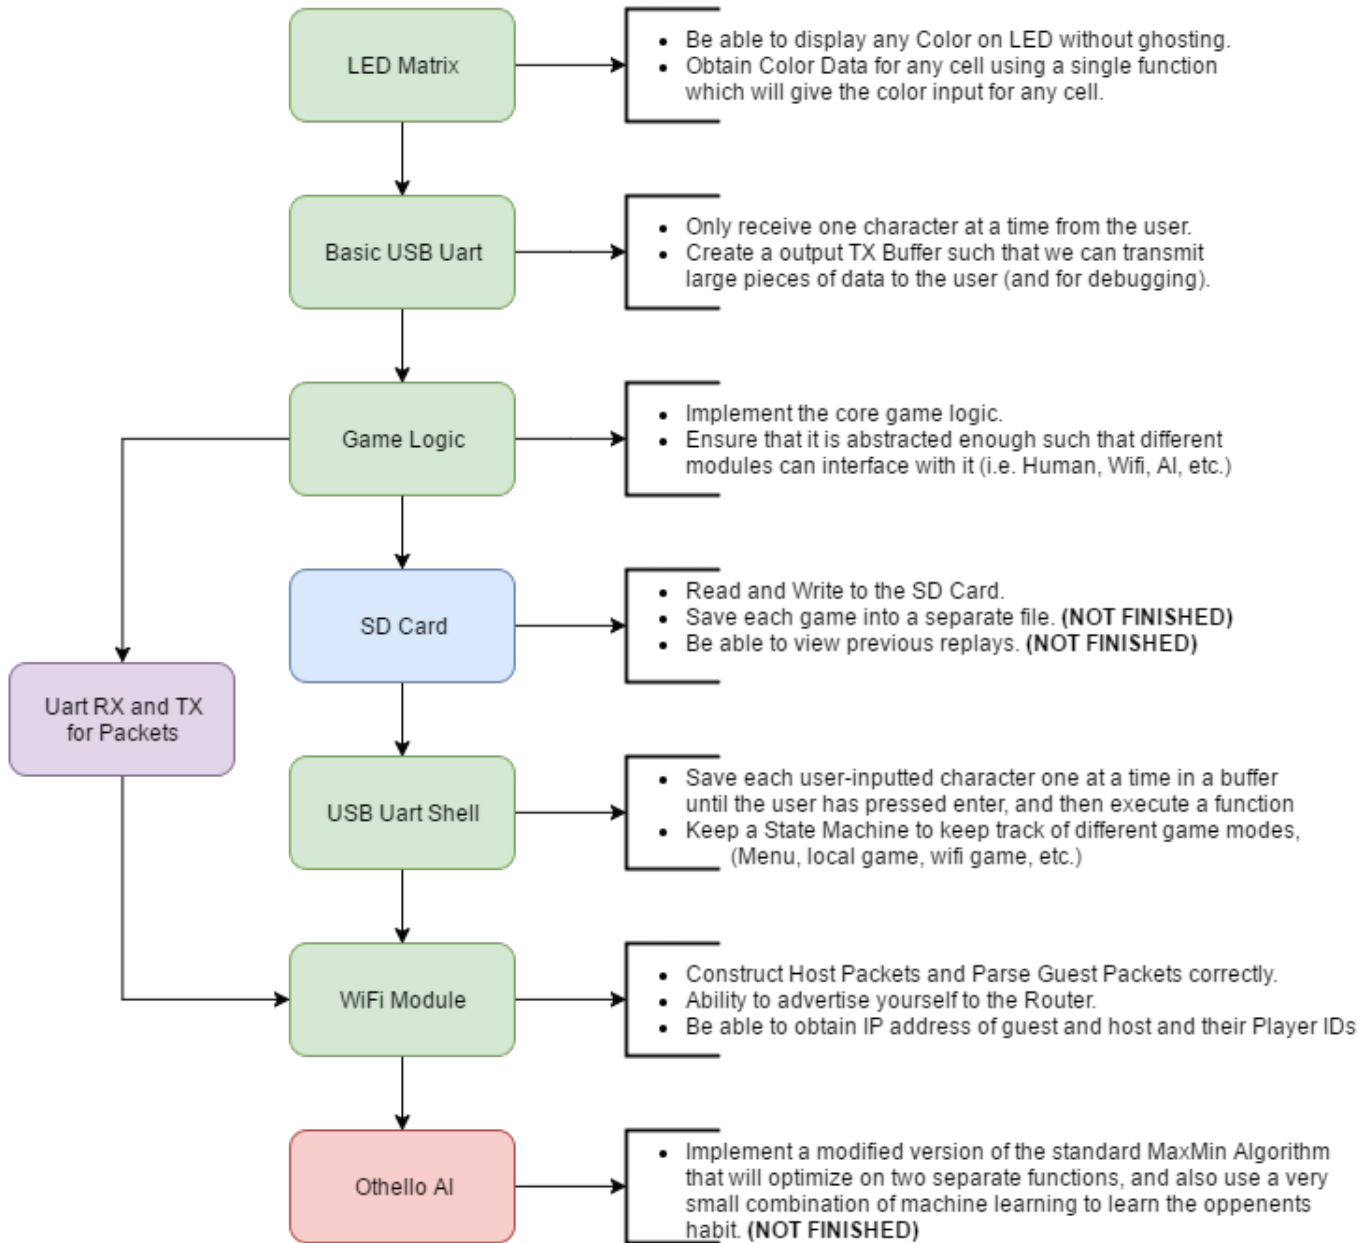 LED Matrix
• Be able to display any Color on LED without ghosting.
• Obtain Color Data for any cell using a single function
which will give the color input for any cell.
Basic USB Uart
• Only receive one character at a time from the user.
• Create a output TX Buffer such that we can transmit
large pieces of data to the user (and for debugging).
Game Logic
• Implement the core game logic.
• Ensure that it is abstracted enough such that different
modules can interface with it (i.e. Human, Wifi, AI, etc.)
SD Card
• Read and Write to the SD Card.
• Save each game into a separate file. (NOT FINISHED)
• Be able to view previous replays. (NOT FINISHED)
Uart RX and TX
for Packets
USB Uart Shell
• Save each user-inputted character one at a time in a buffer
until the user has pressed enter, and then execute a function
• Keep a State Machine to keep track of different game modes,
(Menu, local game, wifi game, etc.)
WiFi Module
• Construct Host Packets and Parse Guest Packets correctly.
• Ability to advertise yourself to the Router.
• Be able to obtain IP address of guest and host and their Player IDs
Othello AI
• Implement a modified version of the standard MaxMin Algorithm
that will optimize on two separate functions, and also use a very
small combination of machine learning to learn the oppenents
habit. (NOT FINISHED)